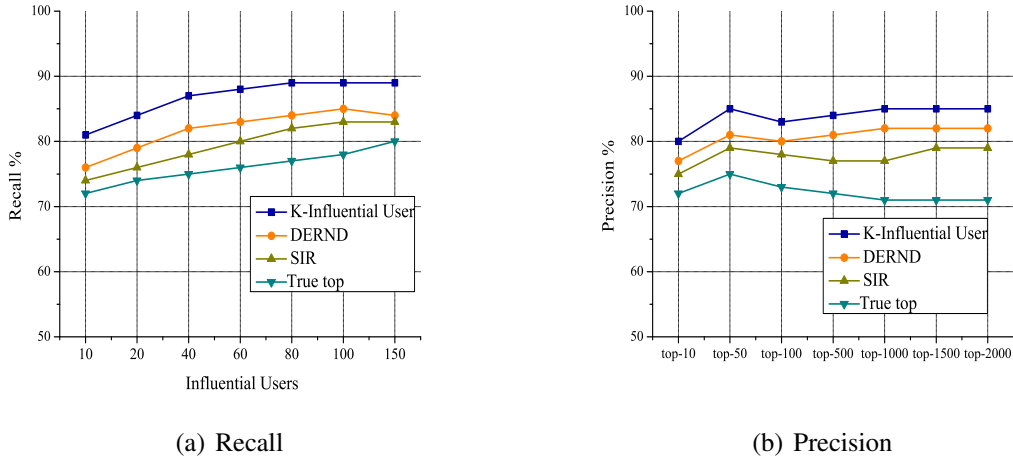 100
90
80
70
60
50
Recall %
10 20 40 60 80 100 150
Influential Users
K-Influential User
DERND
SIR
True top
(a) Recall
100
90
80
70
60
50
Precision %
top-10 top-50 top-100 top-500 top-1000 top-1500 top-2000
K-Influential User
DERND
SIR
True top
(b) Precision